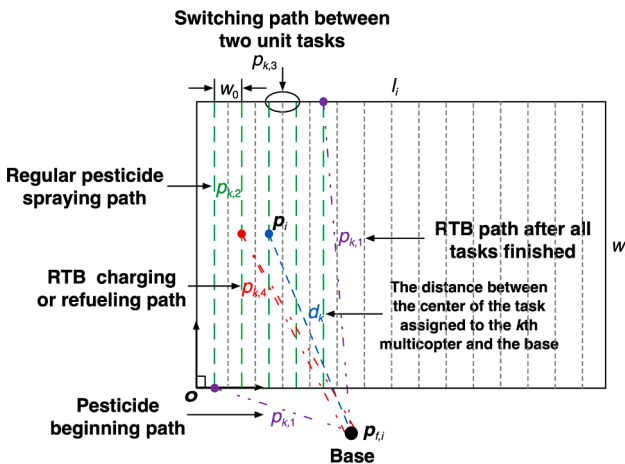 Switching path between
two unit tasks
p_{k,3}
w_0
l_i
Regular pesticide
spraying path
p_{k,2}
p_i
p_{k,1}
RTB path after all
tasks finished
w
RTB charging
or refueling path
p_{k,4}
d_k
The distance between
the center of the task
assigned to the kth
multicopter and the base
o
Pesticide
beginning path
p_{k,1}
p_{f,i}
Base